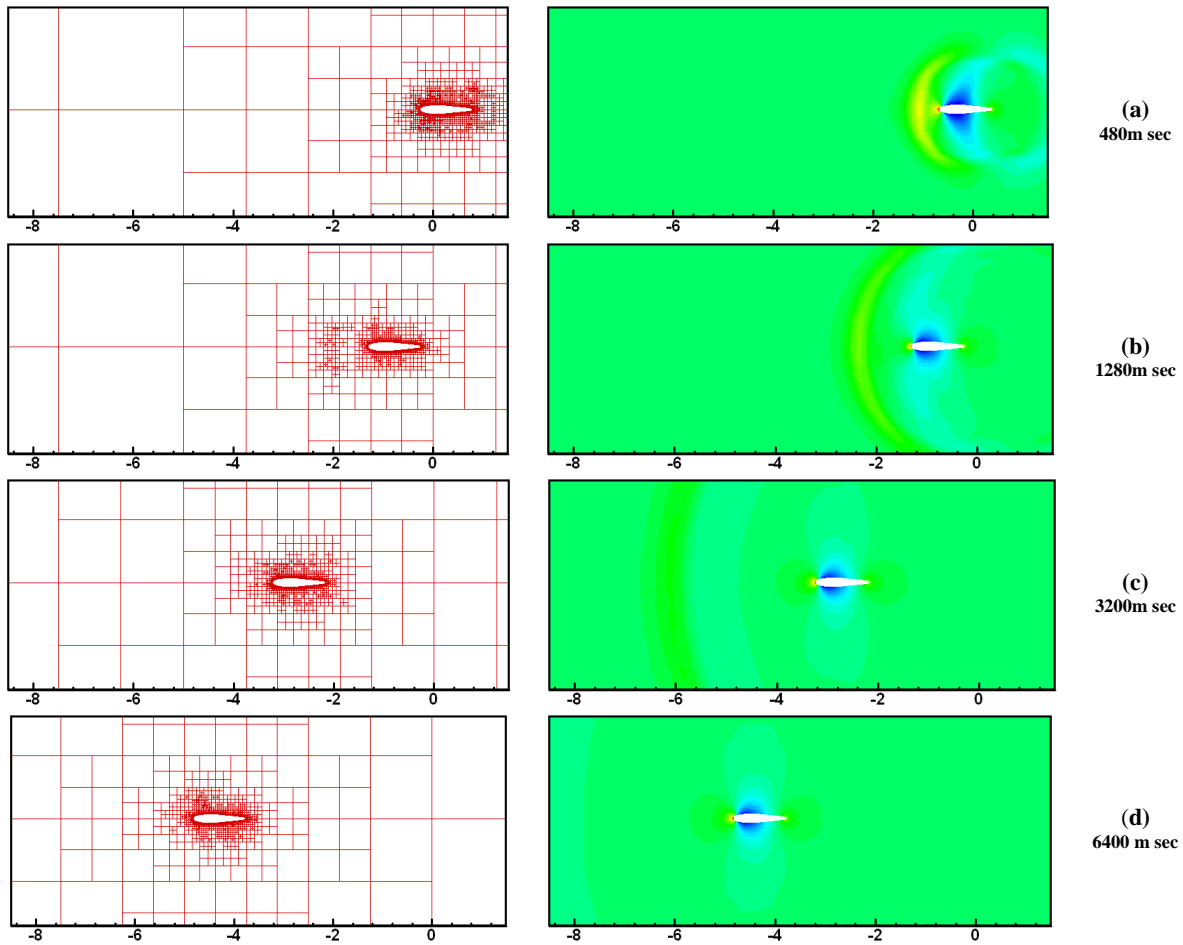 -8 -6 -4 -2 0
-8 -6 -4 -2 0
(a)
480m sec
-8 -6 -4 -2 0
-8 -6 -4 -2 0
(b)
1280m sec
-8 -6 -4 -2 0
-8 -6 -4 -2 0
(c)
3200m sec
-8 -6 -4 -2 0
-8 -6 -4 -2 0
(d)
6400 m sec